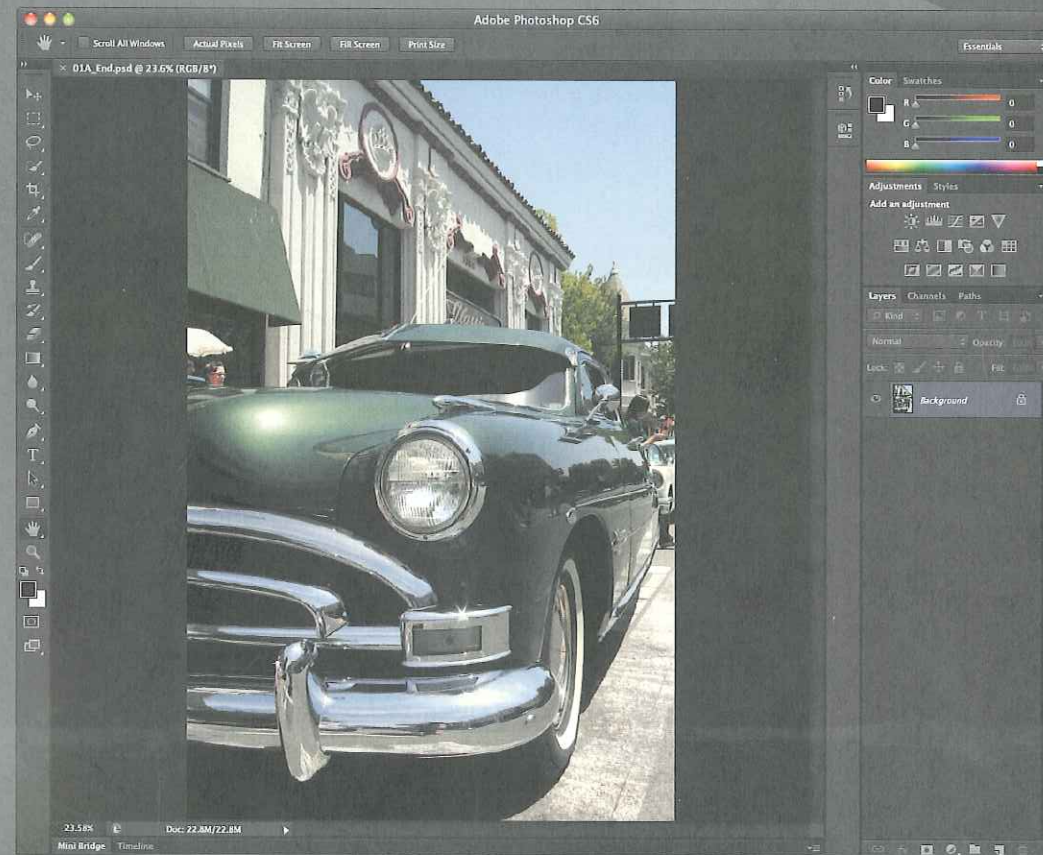 Adobe Photoshop CS6
Scroll All Windows Actual Pixels Fit Screen Fill Screen Print Size Essentials
× 01A_End.psd @ 23.6% (RGB/8*)
Color Swatches
R 0
G 0
B 0
Adjustments Styles
Add an adjustment
Layers Channels Paths
Kind
Normal Opacity:
Lock: Fill:
Background
23.58% Doc: 22.8M/22.8M
Mini Bridge Timeline